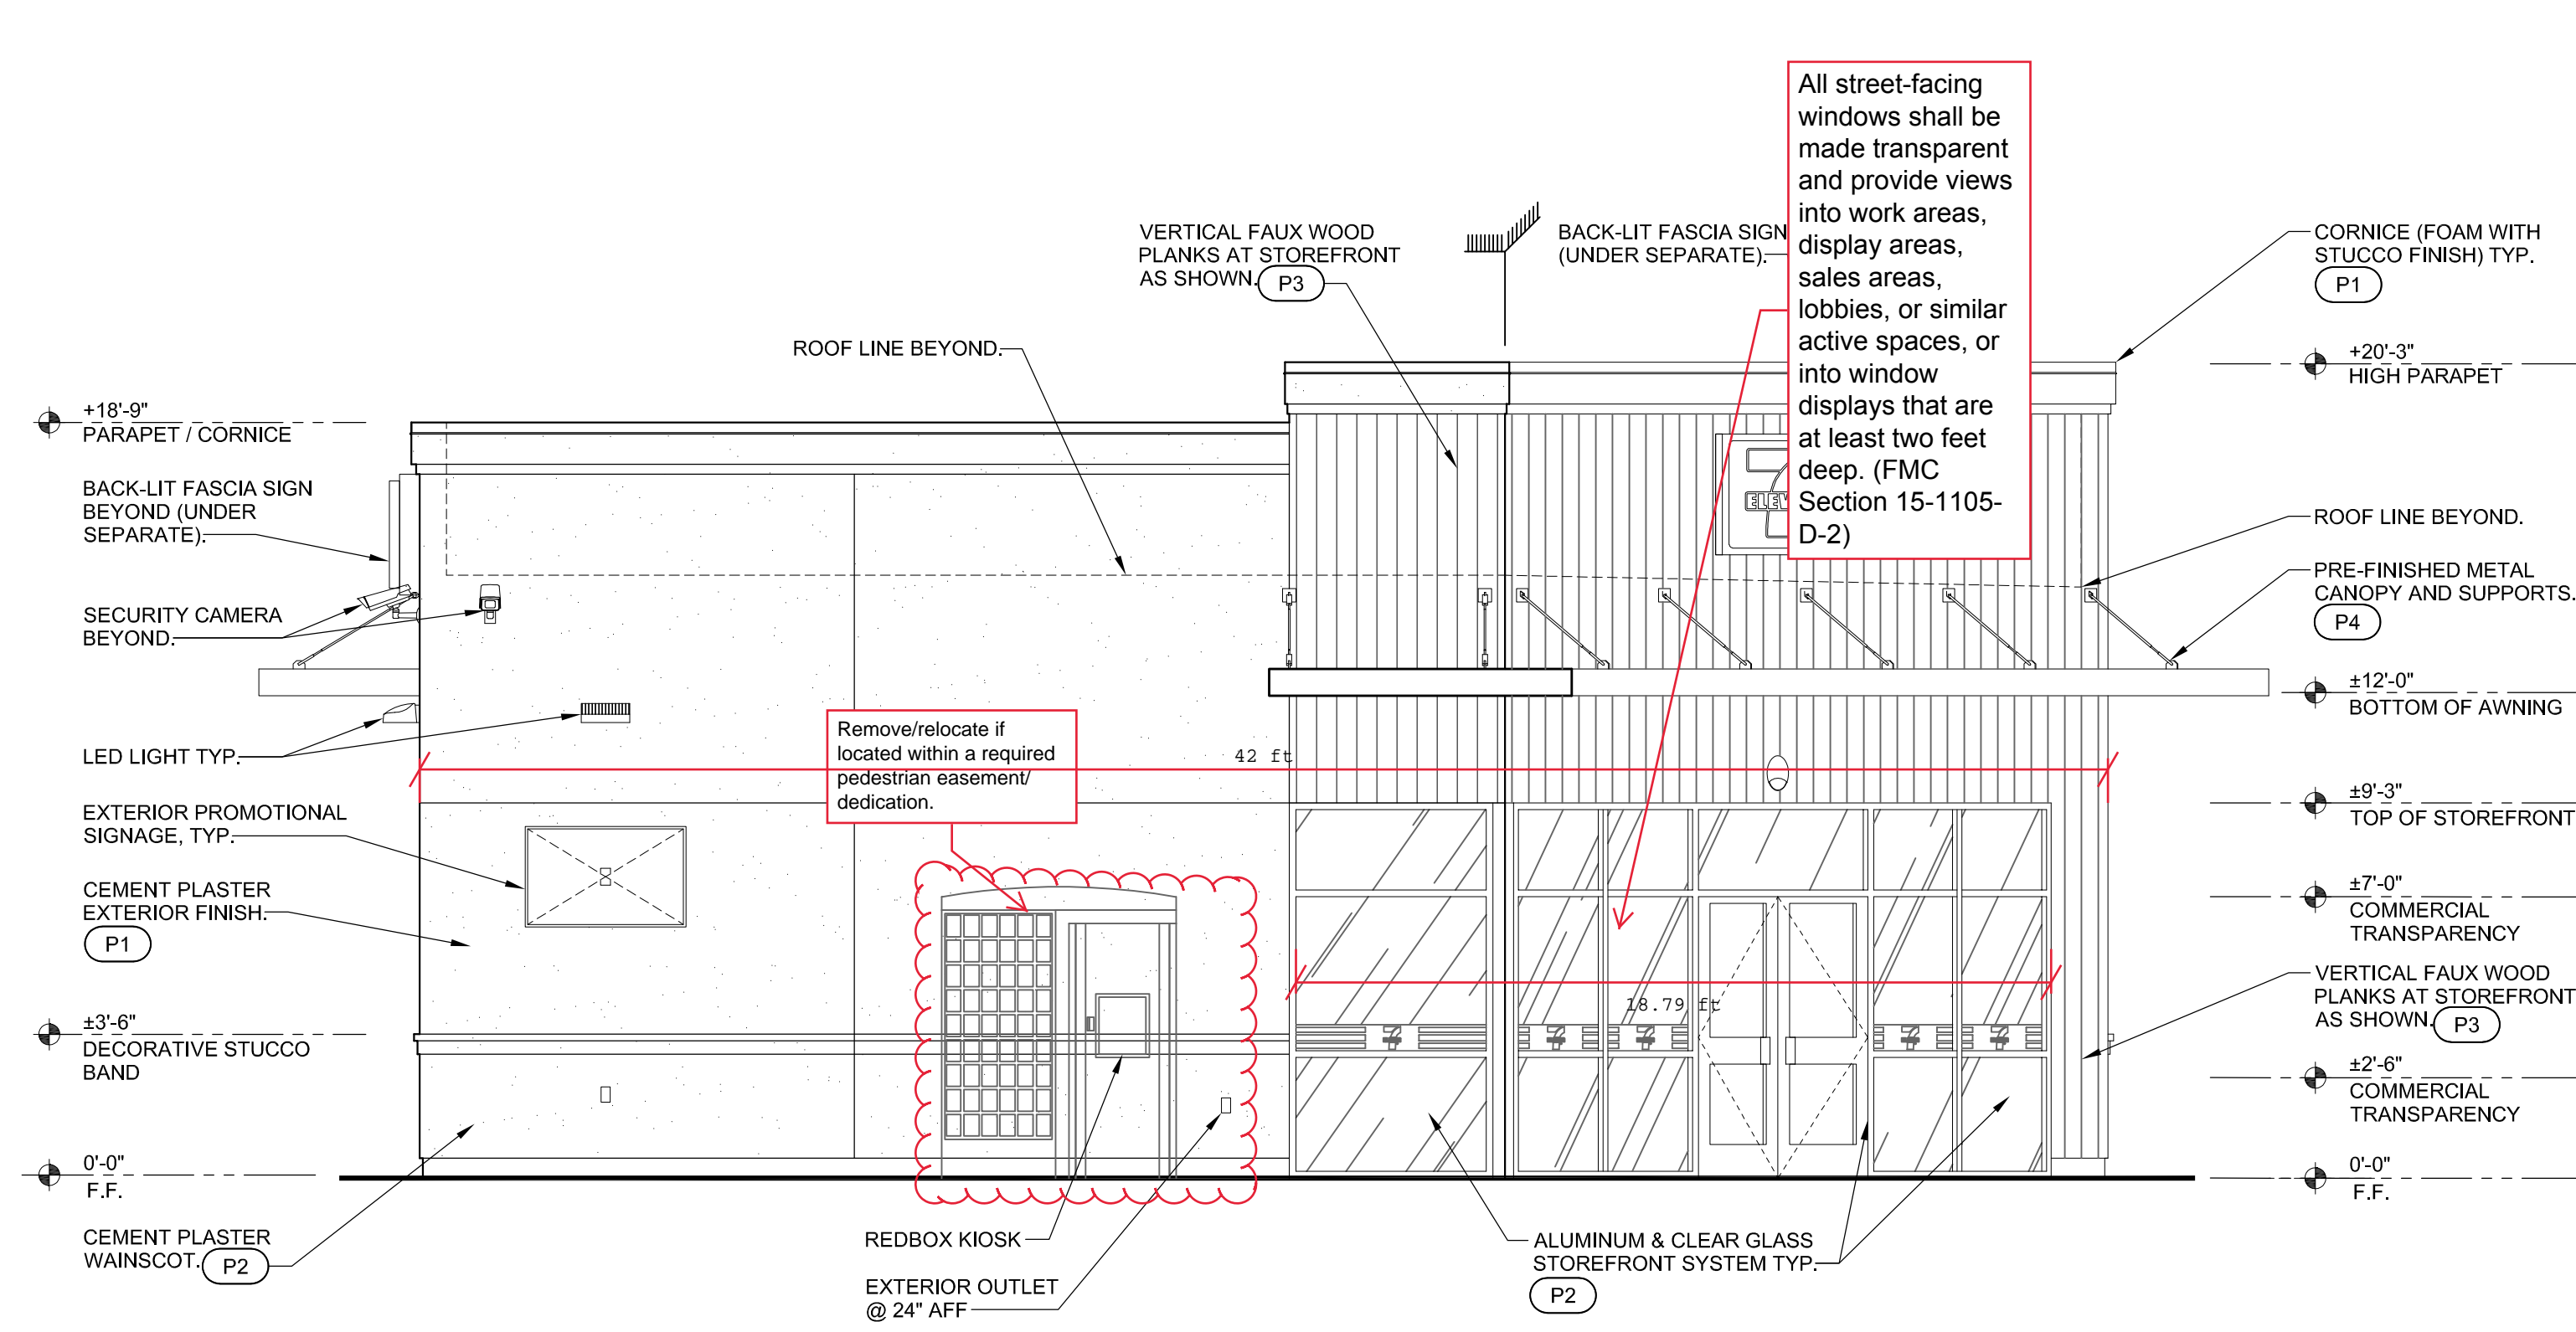 All street-facing
windows shall be
made transparent
and provide views
into work areas,
display areas,
sales areas,
lobbies, or similar
active spaces, or
into window
displays that are
at least two feet
deep. (FMC
Section 15-1105-
D-2)
VERTICAL FAUX WOOD
PLANKS AT STOREFRONT
AS SHOWN. P3
BACK-LIT FASCIA SIGN
(UNDER SEPARATE).
CORNICE (FOAM WITH
STUCCO FINISH) TYP.
P1
ROOF LINE BEYOND.
+20'-3"
HIGH PARAPET
+18'-9"
PARAPET / CORNICE
BACK-LIT FASCIA SIGN
BEYOND (UNDER
SEPARATE).
7
ROOF LINE BEYOND.
PRE-FINISHED METAL
CANOPY AND SUPPORTS.
P4
SECURITY CAMERA
BEYOND.
±12'-0"
BOTTOM OF AWNING
LED LIGHT TYP.
Remove/relocate if
located within a required
pedestrian easement/
dedication.
42 ft
±9'-3"
TOP OF STOREFRONT
EXTERIOR PROMOTIONAL
SIGNAGE, TYP.
CEMENT PLASTER
EXTERIOR FINISH.
P1
±7'-0"
COMMERCIAL
TRANSPARENCY
VERTICAL FAUX WOOD
PLANKS AT STOREFRONT
AS SHOWN. P3
18.79 ft
7 7 7 7 7
±3'-6"
DECORATIVE STUCCO
BAND
±2'-6"
COMMERCIAL
TRANSPARENCY
0'-0"
F.F.
0'-0"
F.F.
CEMENT PLASTER
WAINSCOT. P2
REDBOX KIOSK
EXTERIOR OUTLET
@ 24" AFF
ALUMINUM & CLEAR GLASS
STOREFRONT SYSTEM TYP.
P2